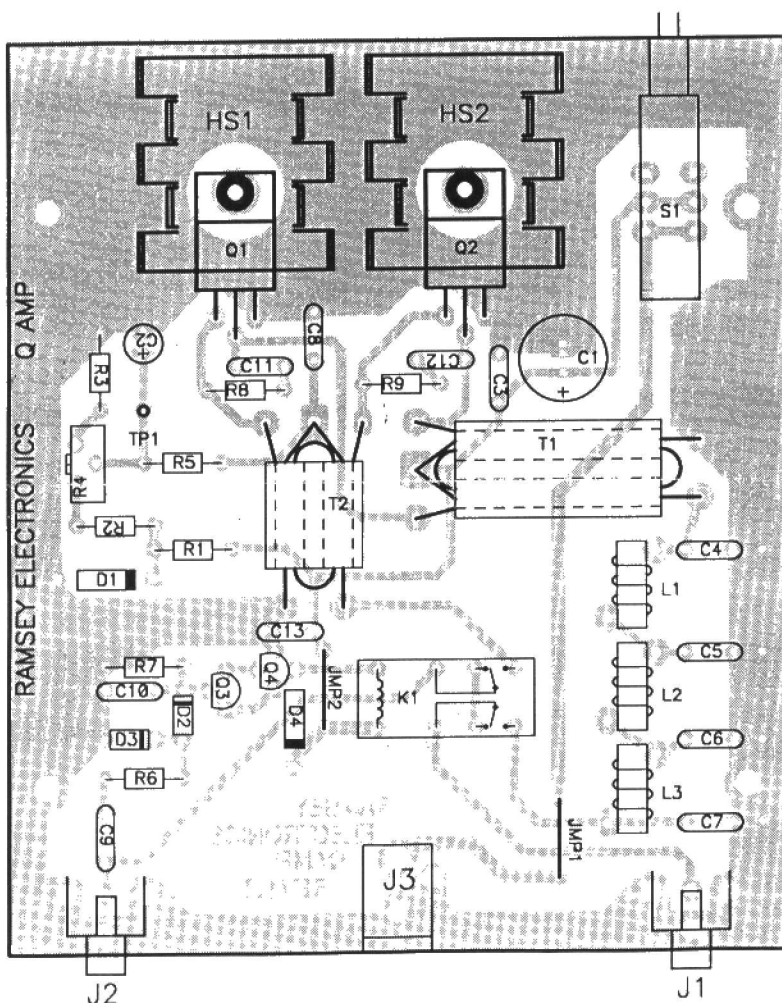 HS1
HS2
S1
Q1
Q2
RAMSEY ELECTRONICS Q AMP
C2
+
C8
C11
C12
C1
+
R3
R8
R9
C3
TP1
T1
R4
R5
T2
R2
R1
C4
D1
L1
C13
C5
R7
Q4
JMP2
C10
Q3
K1
L2
D2
D4
D3
C6
R6
L3
C7
JMP1
C9
J3
J2
J1